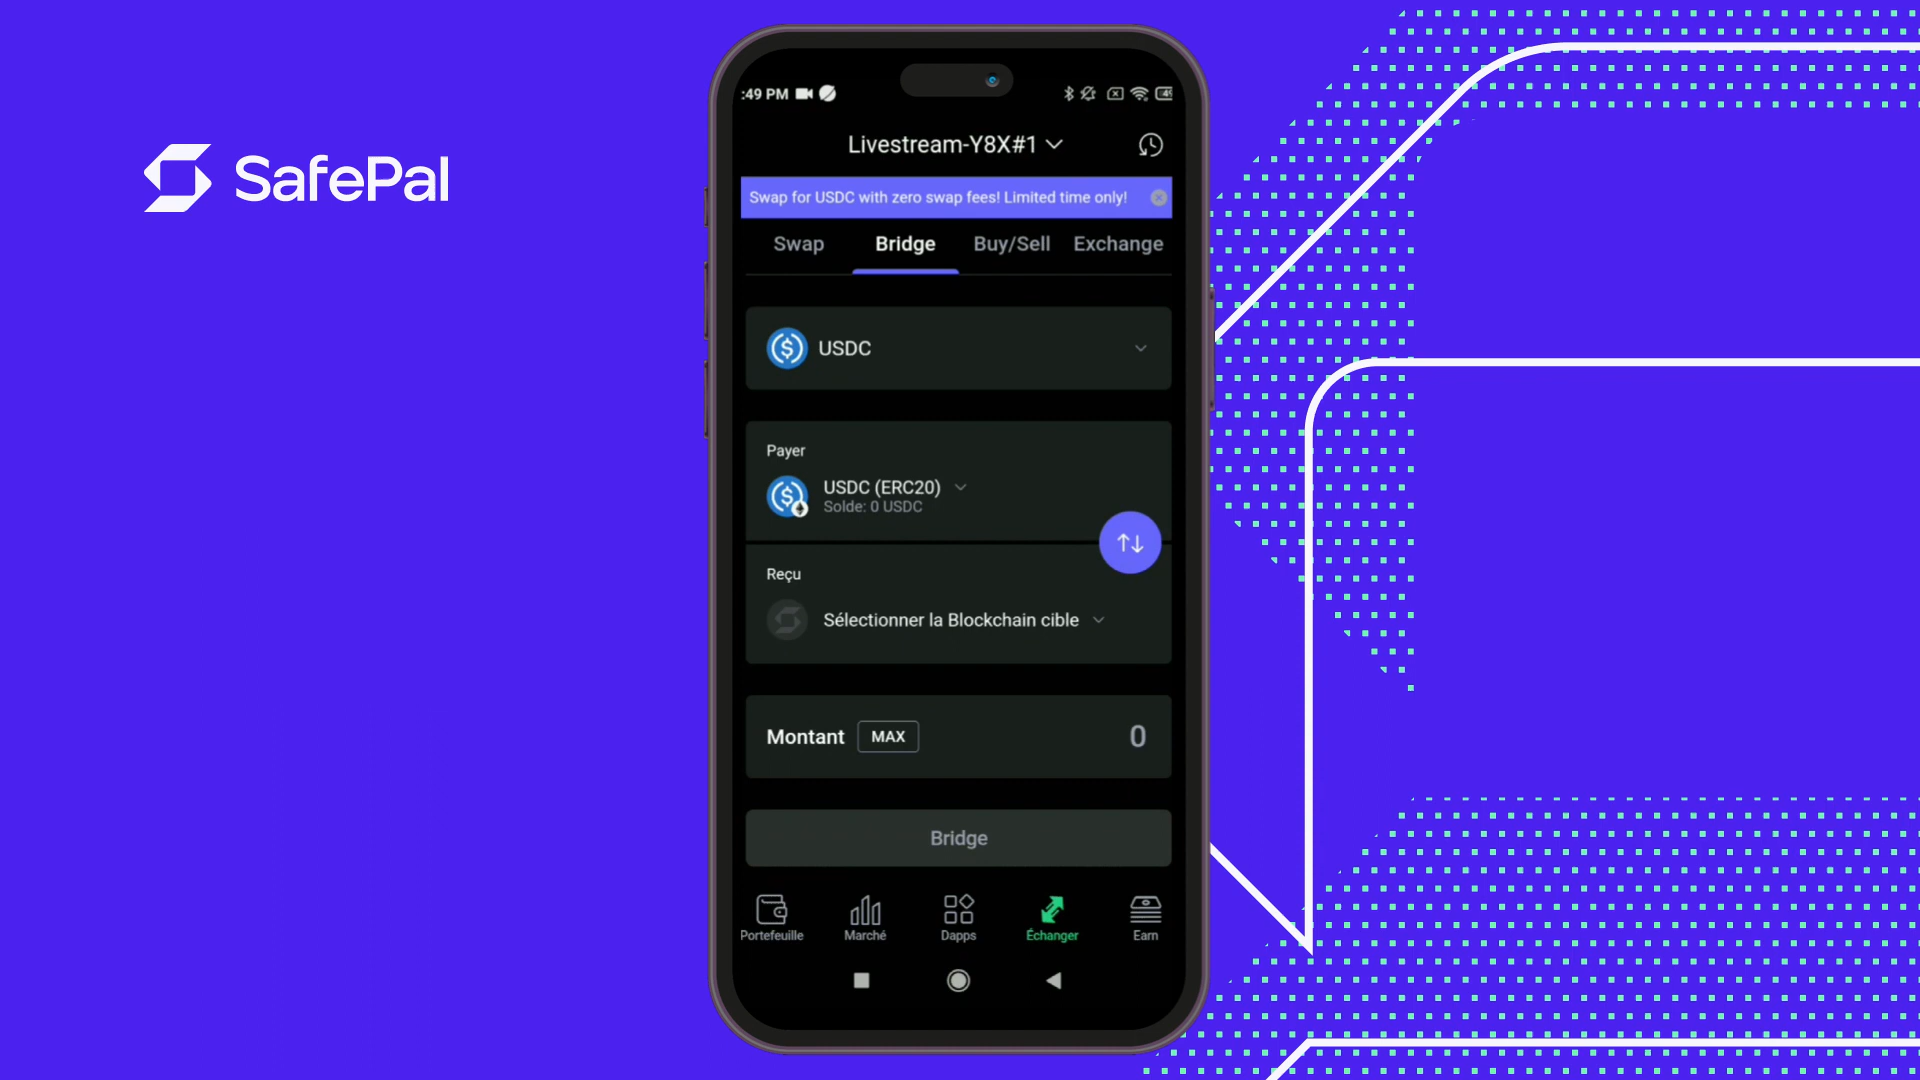 SafePal
:49 PM
Livestream-Y8X#1
Swap for USDC with zero swap fees! Limited time only!
Swap Bridge Buy/Sell Exchange
USDC
Payer
USDC (ERC20)
Solde: 0 USDC
Reçu
Sélectionner la Blockchain cible
Montant MAX 0
Bridge
Portefeuille Marché Dapps Échanger Earn